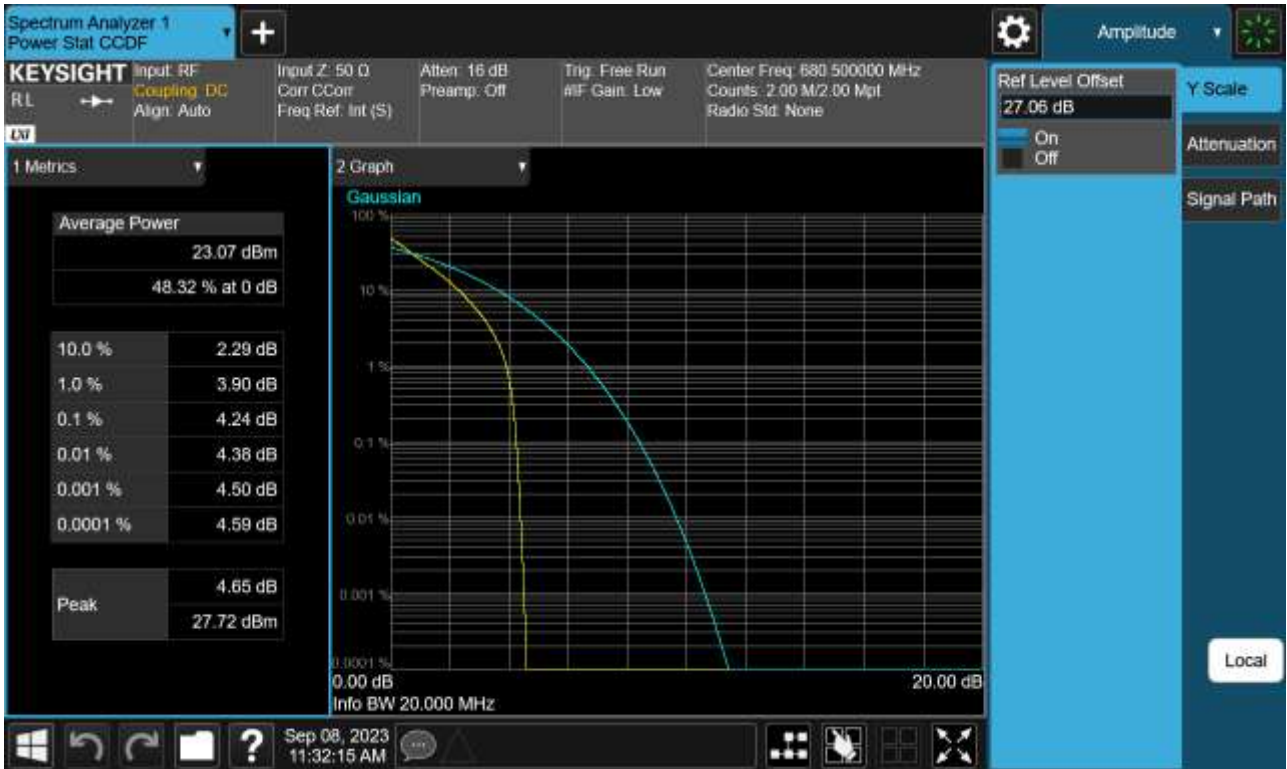 Spectrum Analyzer 1
Power Stat CCDF
+
Amplitude
KEYSIGHT
RL
LXI
Input: RF
Coupling: DC
Align: Auto
Input Z: 50 Ω
Corr CCorr
Freq Ref: Int (S)
Atten: 16 dB
Preamp: Off
Trig: Free Run
#IF Gain: Low
Center Freq: 680.500000 MHz
Counts: 2.00 M/2.00 Mpt
Radio Std: None
Ref Level Offset
27.06 dB
On
Off
Y Scale
Attenuation
Signal Path
1 Metrics
Average Power
23.07 dBm
48.32 % at 0 dB
10.0 % 2.29 dB
1.0 % 3.90 dB
0.1 % 4.24 dB
0.01 % 4.38 dB
0.001 % 4.50 dB
0.0001 % 4.59 dB
Peak
4.65 dB
27.72 dBm
2 Graph
Gaussian
100 %
10 %
1 %
0.1 %
0.01 %
0.001 %
0.0001 %
0.00 dB 20.00 dB
Info BW 20.000 MHz
Local
?
Sep 08, 2023
11:32:15 AM